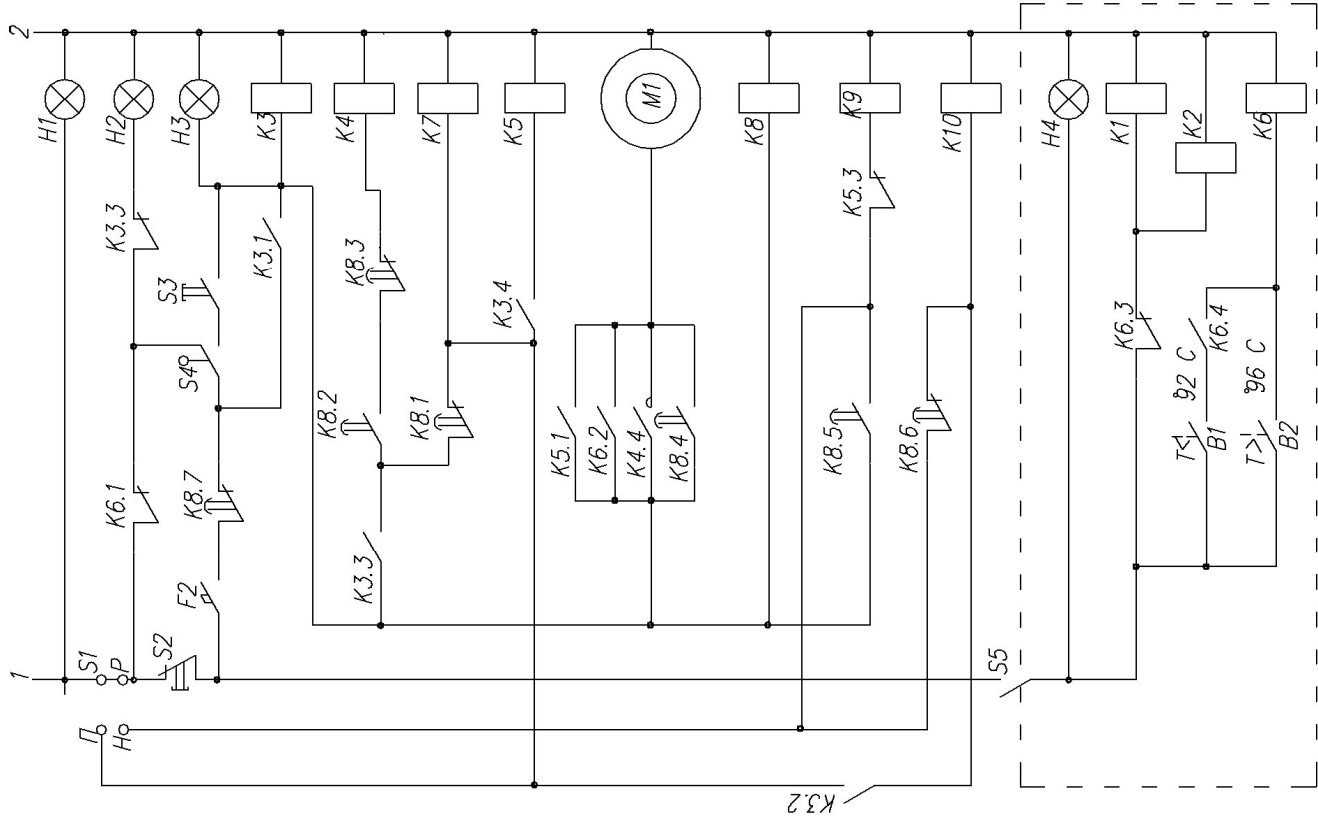 2
H1
H2
H3
K3
K4
K7
K5
M1
K8
K9
K10
H4
K1
K2
K6
K3.3
S3
K3.1
K8.3
K3.4
K5.3
K6.3
92 C
K6.4
96 C
S4
K8.2
K8.1
K5.1
K6.2
K4.4
K8.4
K8.5
K8.6
T<
B1
T>
B2
K6.1
K8.7
F2
K3.3
1
S1
P
S2
S5
П
H
K3.2